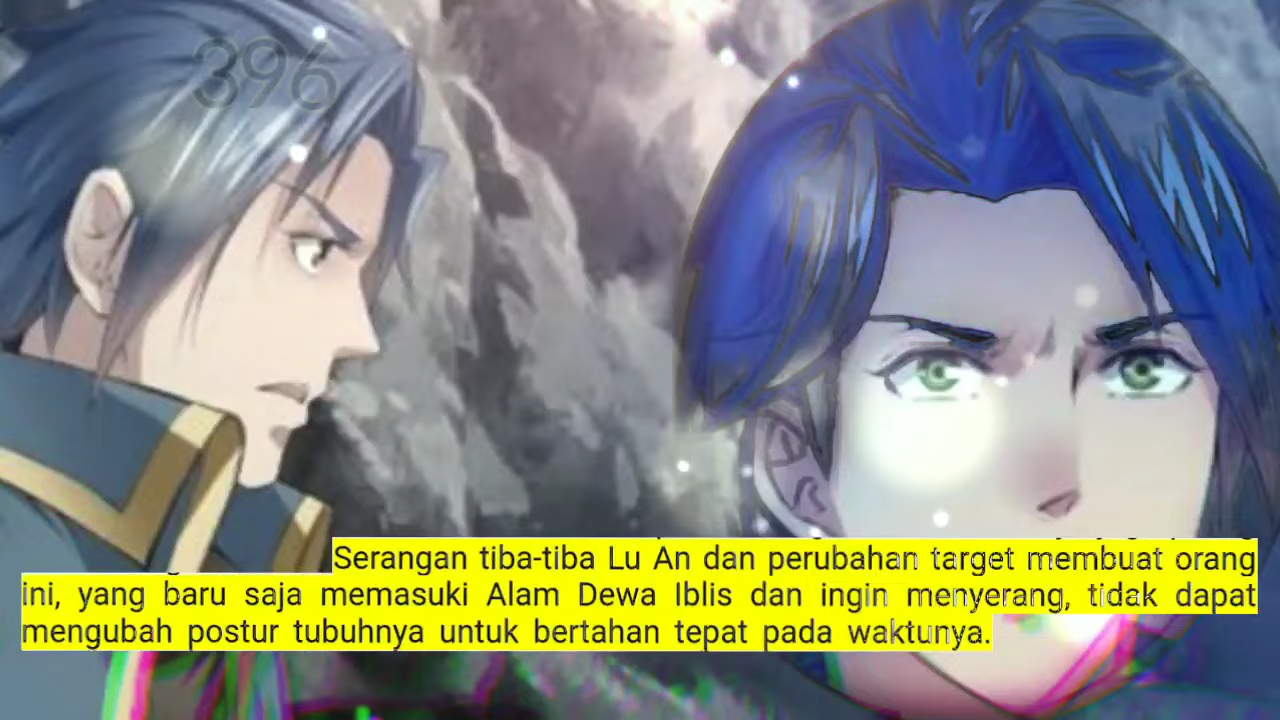 396
Serangan tiba-tiba Lu An dan perubahan target membuat orang
ini, yang baru saja memasuki Alam Dewa Iblis dan ingin menyerang, tidak dapat
mengubah postur tubuhnya untuk bertahan tepat pada waktunya.